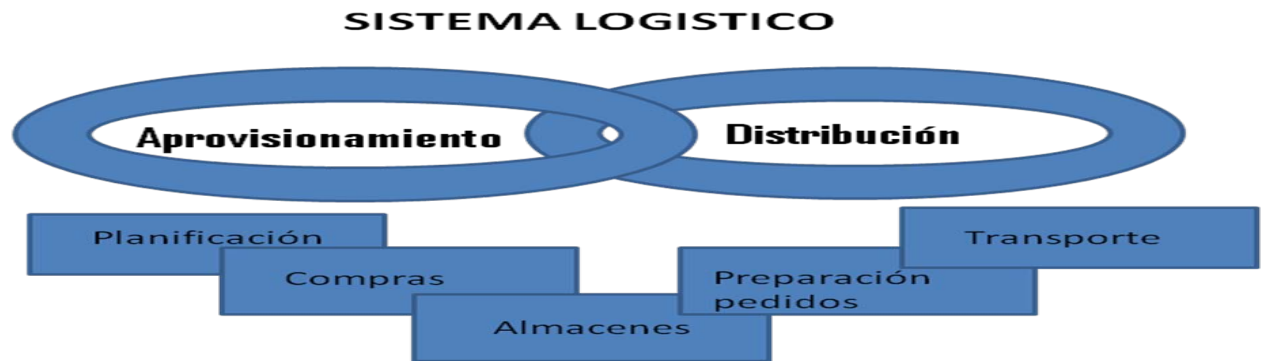 SISTEMA LOGISTICO
Aprovisionamiento
Distribución
Planificación
Compras
Almacenes
Preparación
pedidos
Transporte